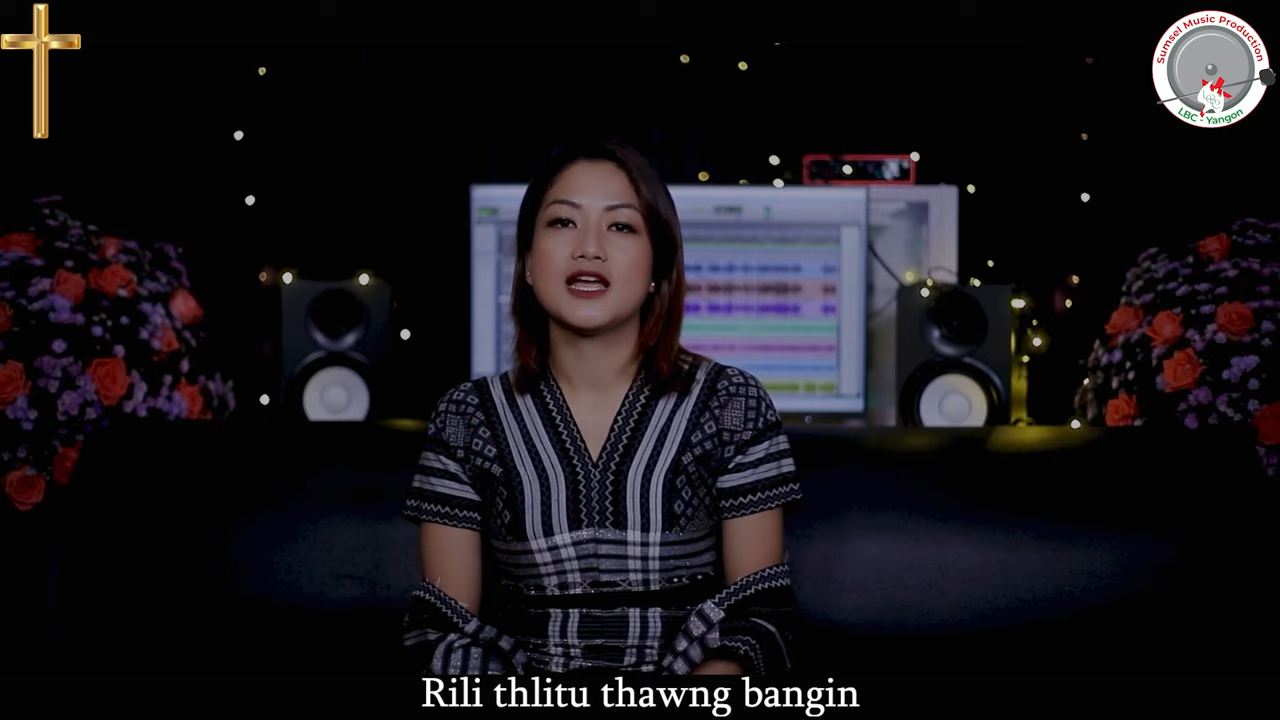 Sumsel Music Production
LBC - Yangon
Rili thlitu thawng bangin